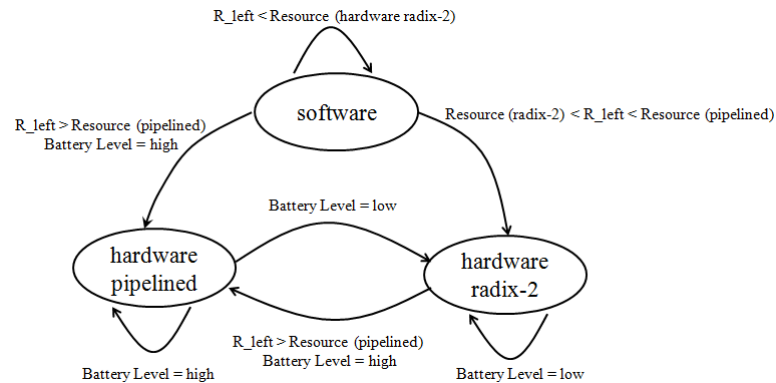 R_left < Resource (hardware radix-2)
software
R_left > Resource (pipelined)
Battery Level = high
Resource (radix-2) < R_left < Resource (pipelined)
Battery Level = low
hardware
pipelined
hardware
radix-2
R_left > Resource (pipelined)
Battery Level = high
Battery Level = high
Battery Level = low